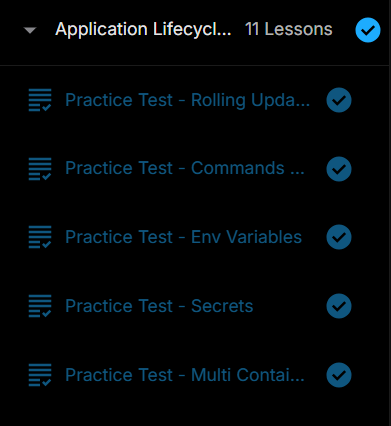 Application Lifecycl... 11 Lessons
Practice Test - Rolling Upda...
Practice Test - Commands ...
Practice Test - Env Variables
Practice Test - Secrets
Practice Test - Multi Contai...